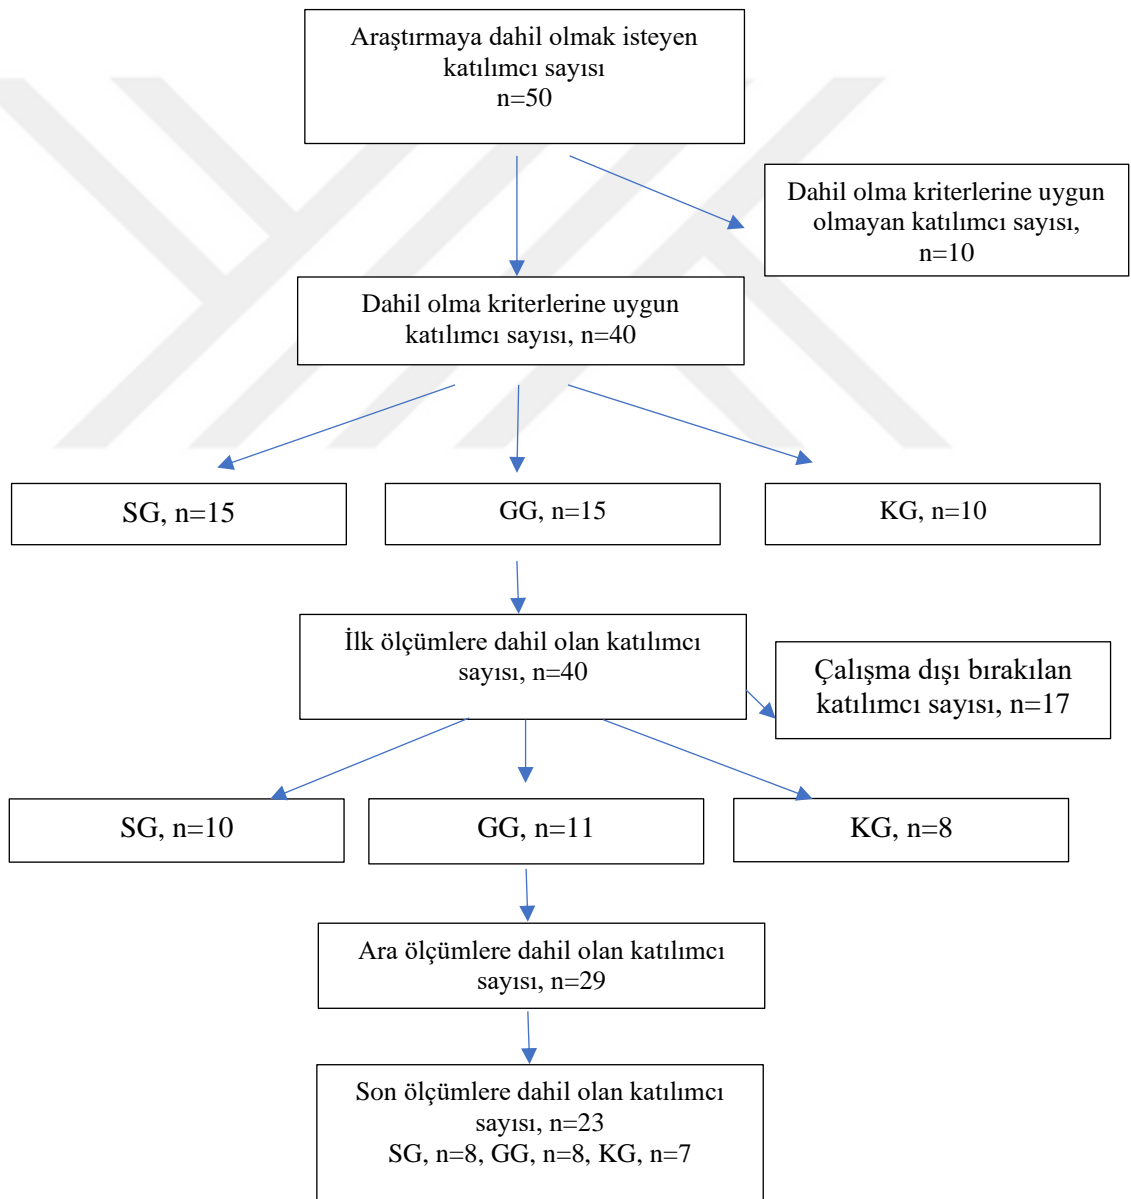 Araştırmaya dahil olmak isteyen
katılımcı sayısı
n=50
Dahil olma kriterlerine uygun
olmayan katılımcı sayısı,
n=10
Dahil olma kriterlerine uygun
katılımcı sayısı, n=40
SG, n=15
GG, n=15
KG, n=10
İlk ölçümlere dahil olan katılımcı
sayısı, n=40
Çalışma dışı bırakılan
katılımcı sayısı, n=17
SG, n=10
GG, n=11
KG, n=8
Ara ölçümlere dahil olan katılımcı
sayısı, n=29
Son ölçümlere dahil olan katılımcı
sayısı, n=23
SG, n=8, GG, n=8, KG, n=7